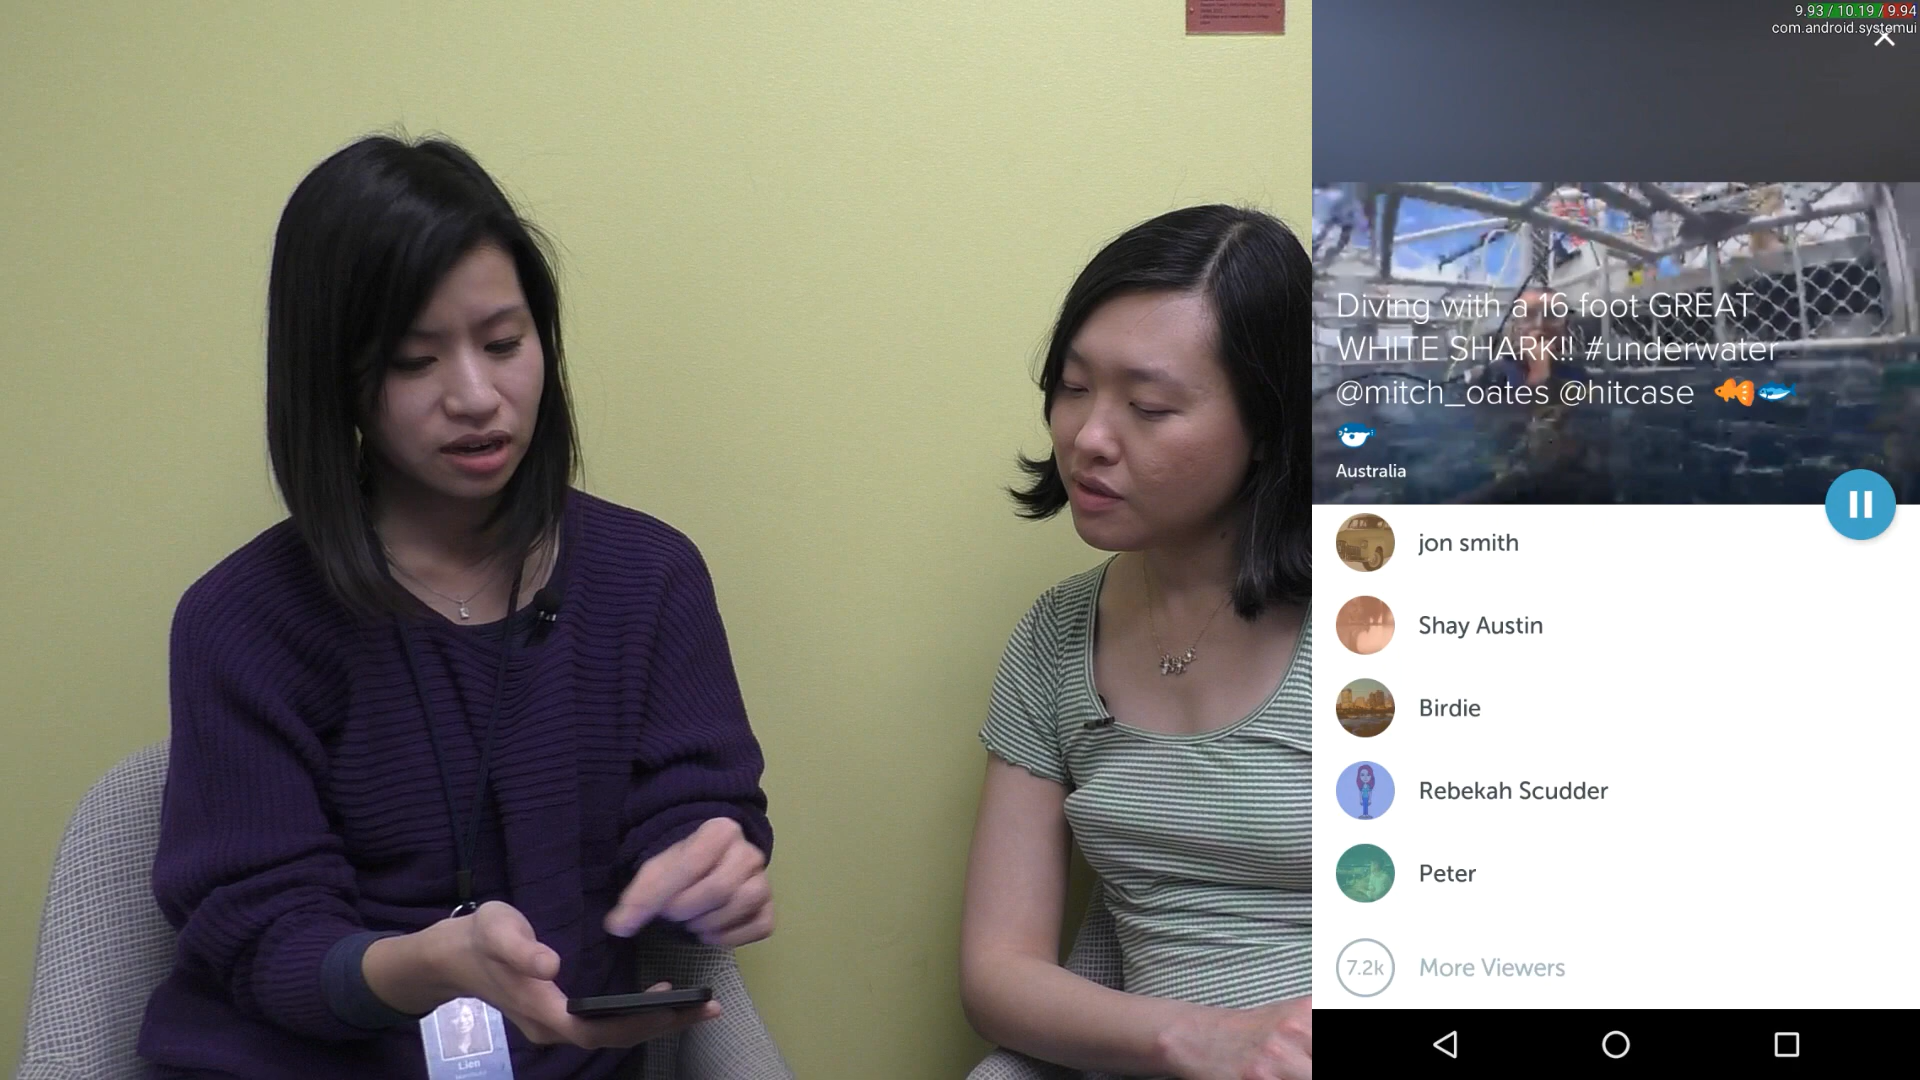 9.93 / 10.19 / 9.94
com.android.systemui
Diving with a 16 foot GREAT
WHITE SHARK!! #underwater
@mitch_oates @hitcase
Australia
jon smith
Shay Austin
Birdie
Rebekah Scudder
Peter
7.2k More Viewers
Lien